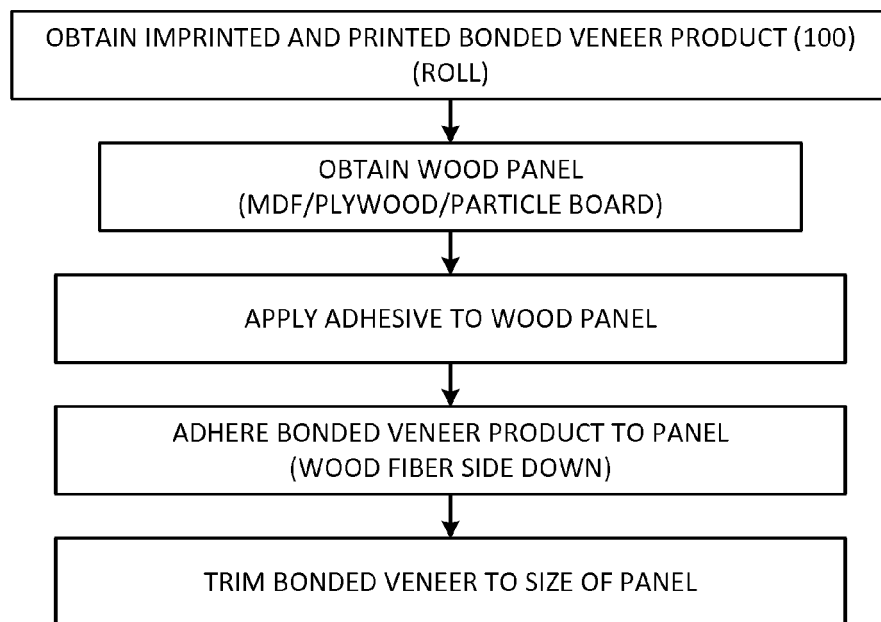 OBTAIN IMPRINTED AND PRINTED BONDED VENEER PRODUCT (100)
(ROLL)
OBTAIN WOOD PANEL
(MDF/PLYWOOD/PARTICLE BOARD)
APPLY ADHESIVE TO WOOD PANEL
ADHERE BONDED VENEER PRODUCT TO PANEL
(WOOD FIBER SIDE DOWN)
TRIM BONDED VENEER TO SIZE OF PANEL